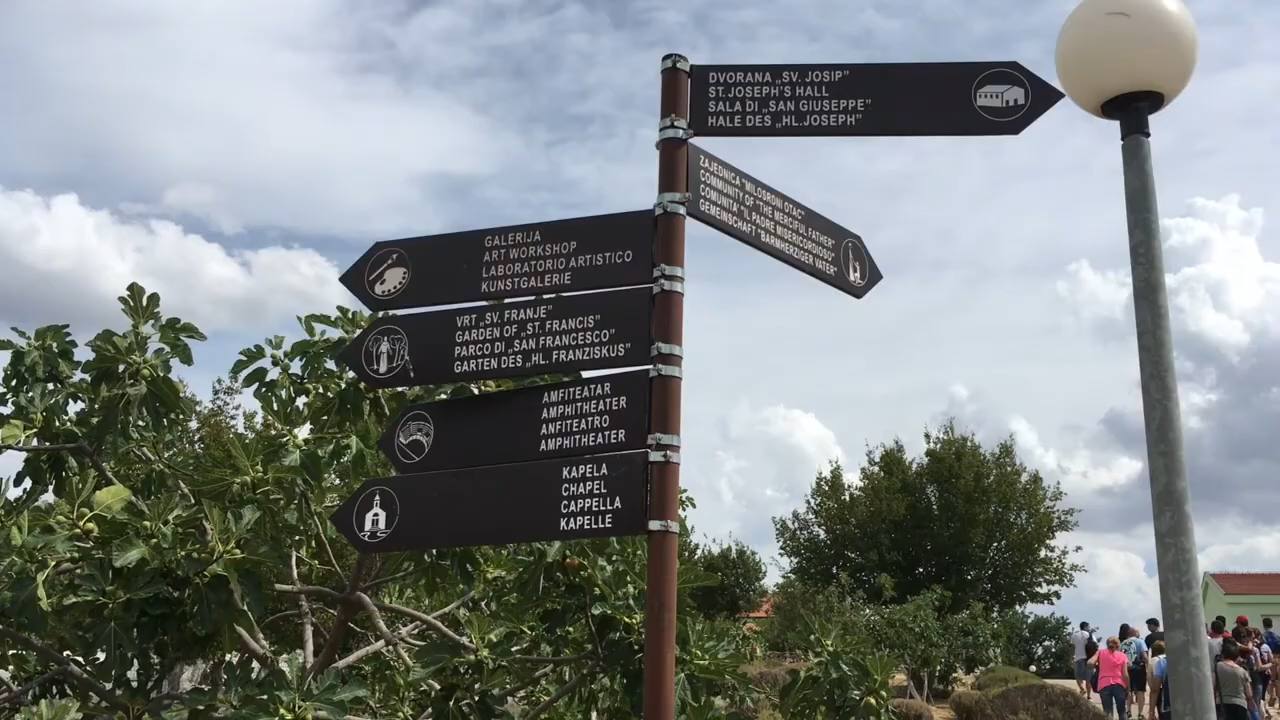 DVORANA „SV. JOSIP”
ST.JOSEPH'S HALL
SALA DI „SAN GIUSEPPE”
HALE DES „HL.JOSEPH”
ZAJEDNICA "MILOSRDNI OTAC"
COMMUNITY OF "THE MERCIFUL FATHER"
COMUNITA' "IL PADRE MISERICORDIOSO"
GEMEINSCHAFT "BARMHERZIGER VATER"
GALERIJA
ART WORKSHOP
LABORATORIO ARTISTICO
KUNSTGALERIE
VRT „SV. FRANJE”
GARDEN OF „ST. FRANCIS”
PARCO DI „SAN FRANCESCO”
GARTEN DES „HL. FRANZISKUS”
AMFITEATAR
AMPHITHEATER
ANFITEATRO
AMPHITHEATER
KAPELA
CHAPEL
CAPPELLA
KAPELLE